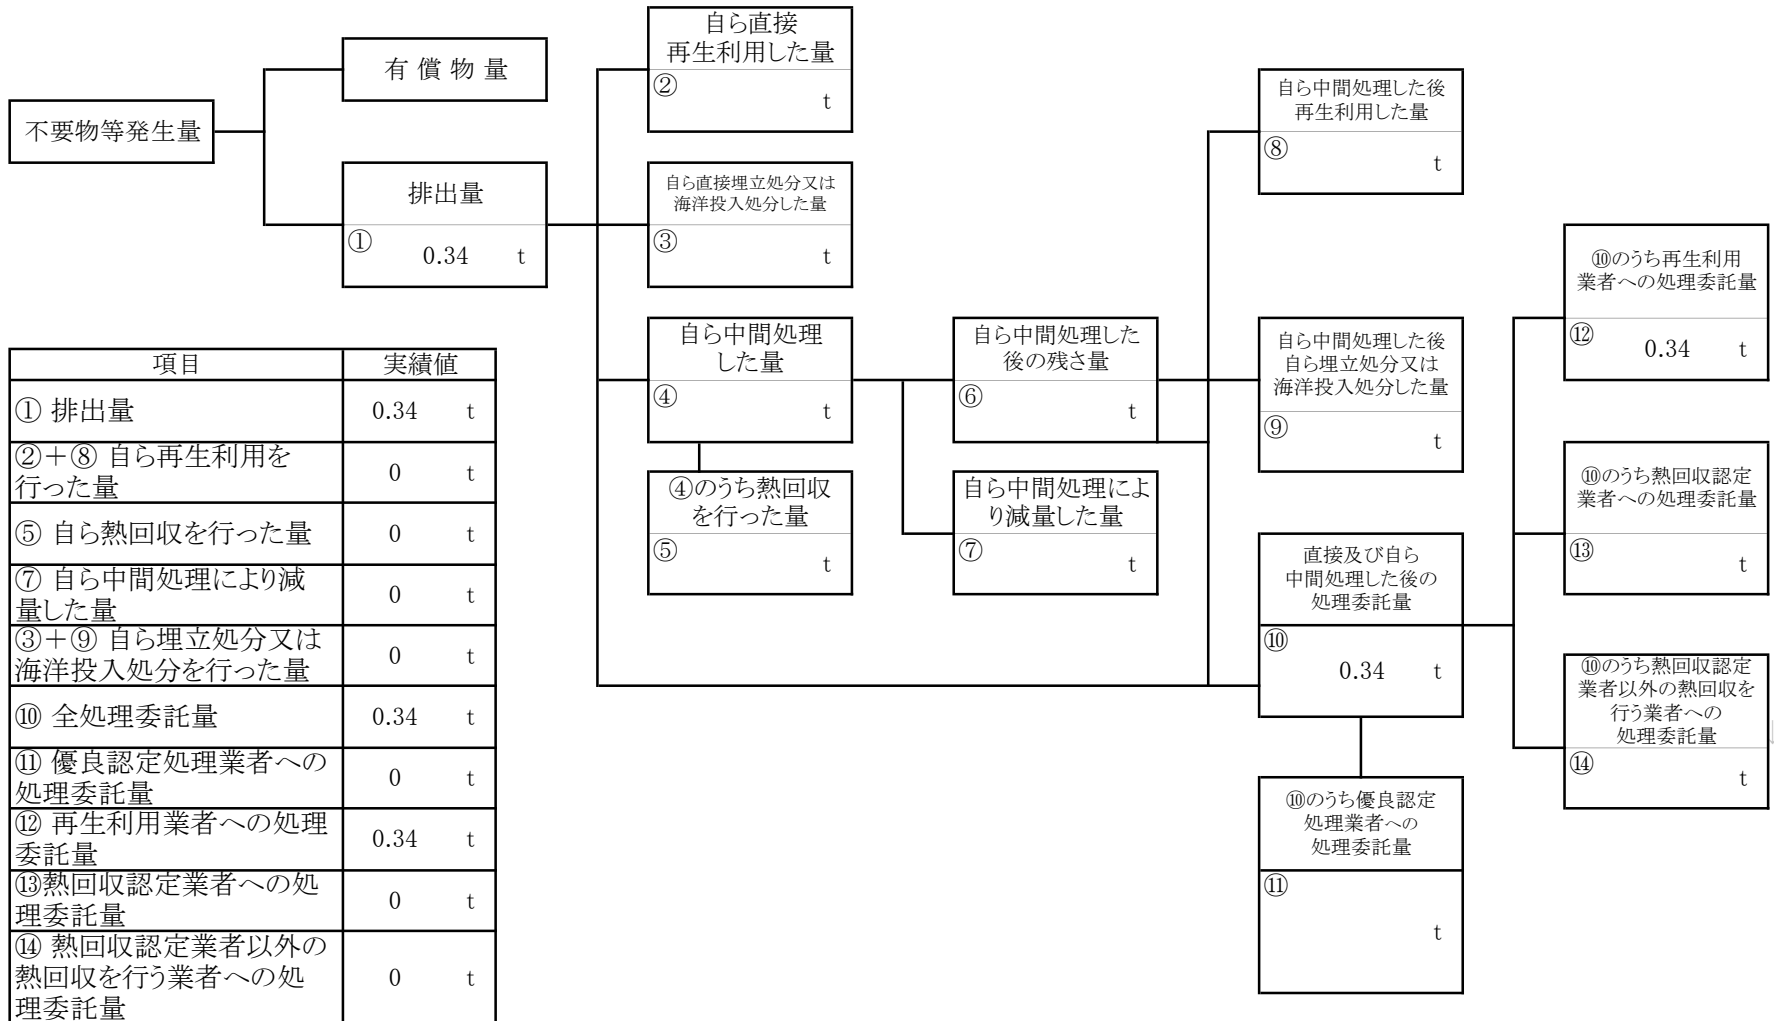 不要物等発生量
有 償 物 量
排出量
① 0.34 t
自ら直接
再生利用した量
② t
自ら直接埋立処分又は
海洋投入処分した量
③ t
自ら中間処理
した量
④ t
④のうち熱回収
を行った量
⑤ t
自ら中間処理した
後の残さ量
⑥ t
自ら中間処理によ
り減量した量
⑦ t
自ら中間処理した後
再生利用した量
⑧ t
自ら中間処理した後
自ら埋立処分又は
海洋投入処分した量
⑨ t
直接及び自ら
中間処理した後の
処理委託量
⑩
0.34 t
⑩のうち優良認定
処理業者への
処理委託量
⑪
t
⑩のうち再生利用
業者への処理委託量
⑫ 0.34 t
⑩のうち熱回収認定
業者への処理委託量
⑬ t
⑩のうち熱回収認定
業者以外の熱回収を
行う業者への
処理委託量
⑭ t
項目 実績値
① 排出量 0.34 t
②+⑧ 自ら再生利用を
行った量 0 t
⑤ 自ら熱回収を行った量 0 t
⑦ 自ら中間処理により減
量した量 0 t
③+⑨ 自ら埋立処分又は
海洋投入処分を行った量 0 t
⑩ 全処理委託量 0.34 t
⑪ 優良認定処理業者への
処理委託量 0 t
⑫ 再生利用業者への処理
委託量 0.34 t
⑬熱回収認定業者への処
理委託量 0 t
⑭ 熱回収認定業者以外の
熱回収を行う業者への処
理委託量 0 t